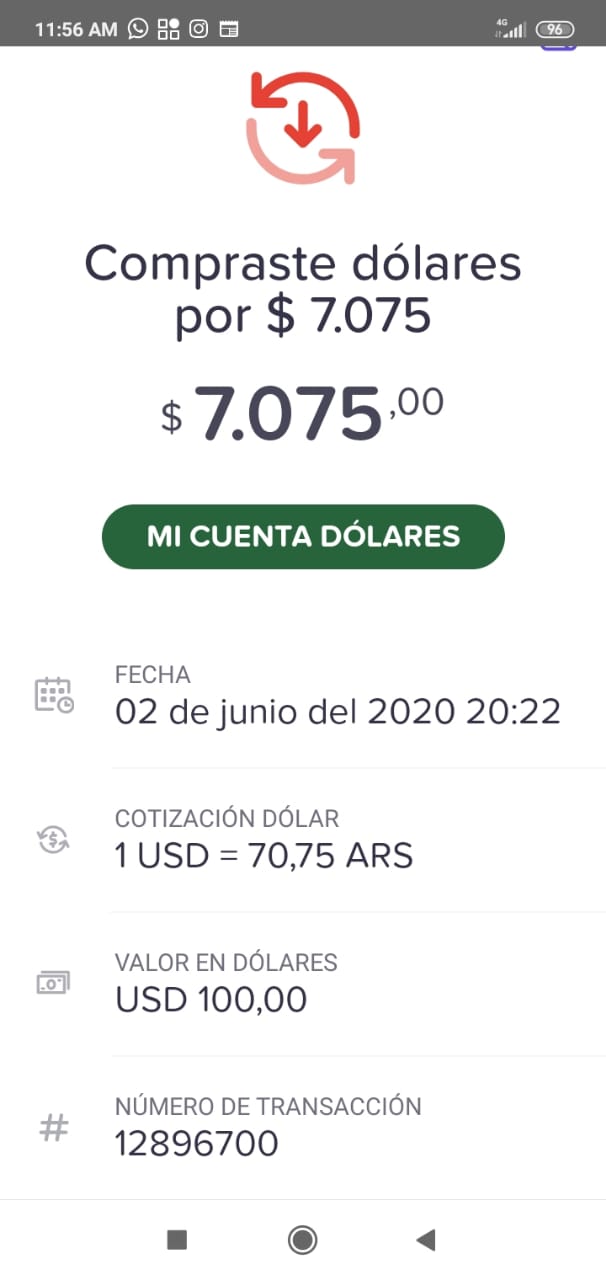 11:56 AM 4G 96
Compraste dólares
por $ 7.075
$ 7.075,00
MI CUENTA DÓLARES
FECHA
02 de junio del 2020 20:22
COTIZACIÓN DÓLAR
1 USD = 70,75 ARS
VALOR EN DÓLARES
USD 100,00
NÚMERO DE TRANSACCIÓN
12896700